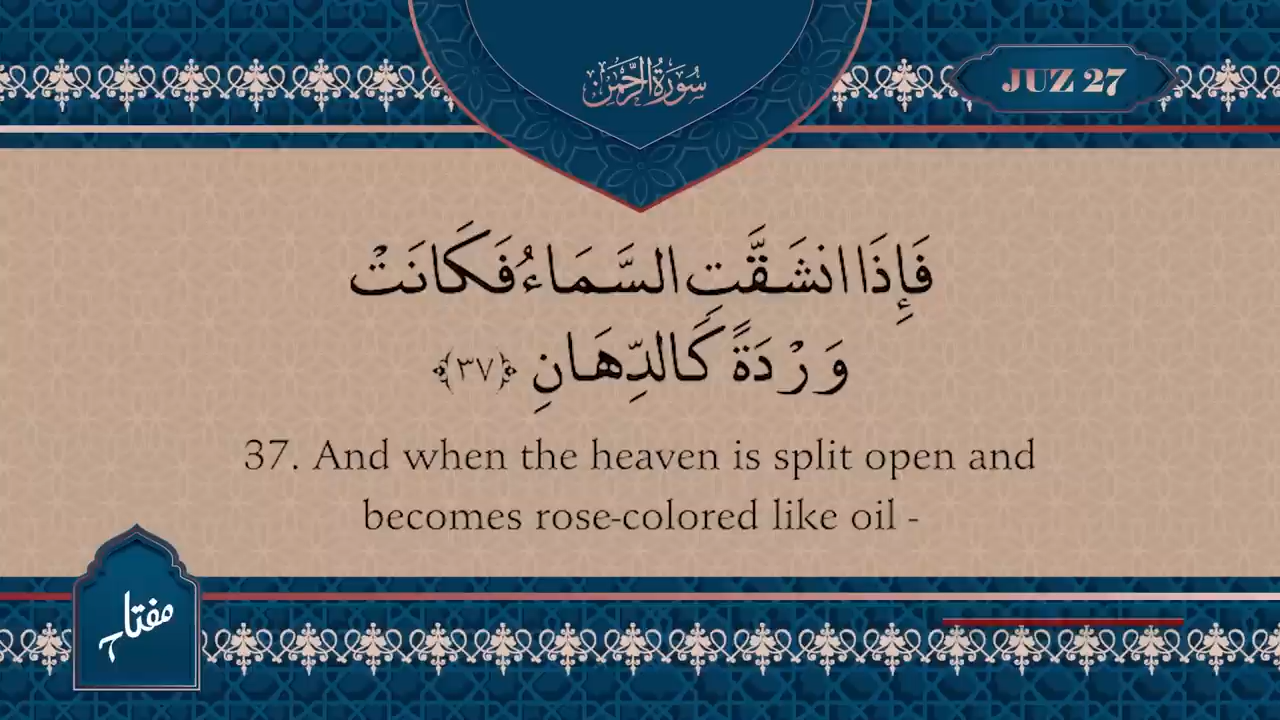 سُورَةُ الرَّحْمَٰن
JUZ 27
فَإِذَا انشَقَّتِ السَّمَاءُ فَكَانَتْ
وَرْدَةً كَالدِّهَانِ ﴿٣٧﴾
37. And when the heaven is split open and
becomes rose-colored like oil -
مفتاح